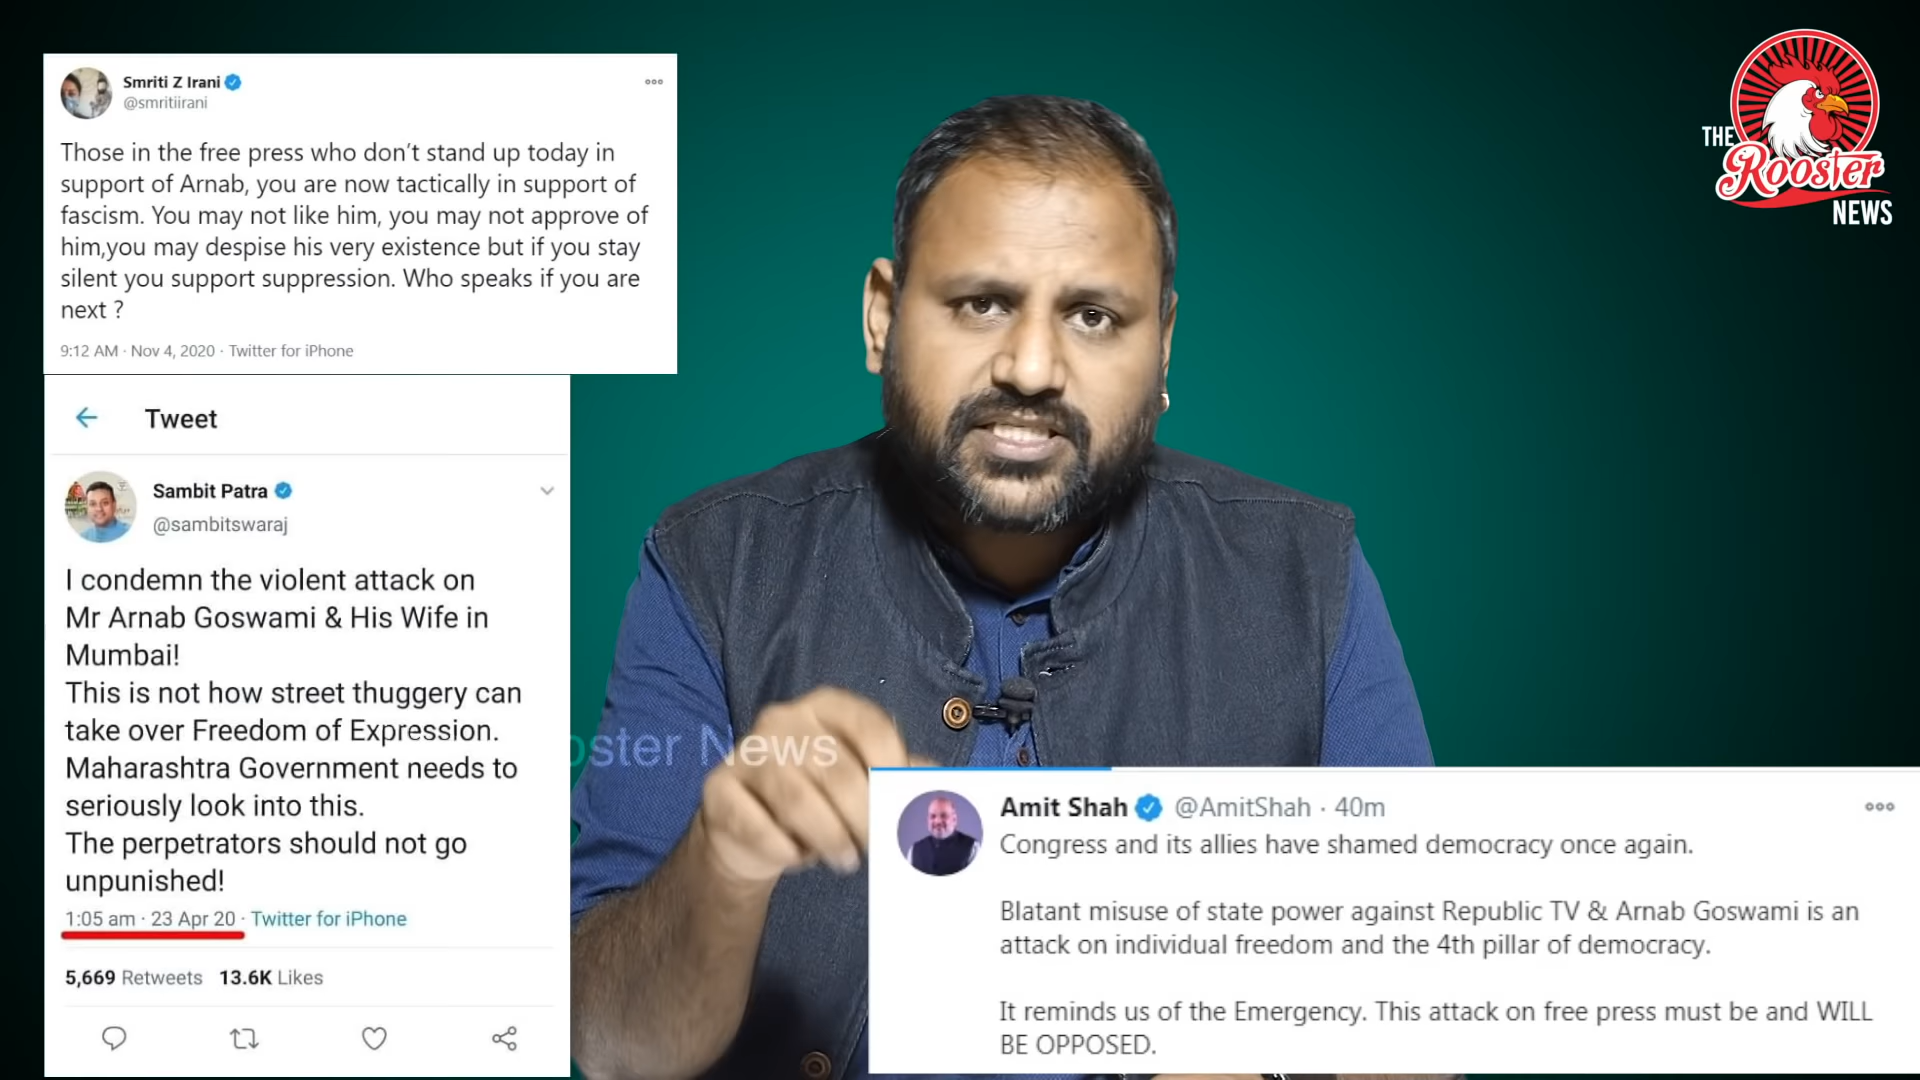 Smriti Z Irani
@smritiirani
Those in the free press who don’t stand up today in
support of Arnab, you are now tactically in support of
fascism. You may not like him, you may not approve of
him,you may despise his very existence but if you stay
silent you support suppression. Who speaks if you are
next ?
9:12 AM · Nov 4, 2020 · Twitter for iPhone
Tweet
Sambit Patra
@sambitswaraj
I condemn the violent attack on
Mr Arnab Goswami & His Wife in
Mumbai!
This is not how street thuggery can
take over Freedom of Expression.
Maharashtra Government needs to
seriously look into this.
The perpetrators should not go
unpunished!
1:05 am · 23 Apr 20 · Twitter for iPhone
5,669 Retweets 13.6K Likes
THE
Rooster
NEWS
oster News
Amit Shah @AmitShah · 40m
Congress and its allies have shamed democracy once again.
Blatant misuse of state power against Republic TV & Arnab Goswami is an
attack on individual freedom and the 4th pillar of democracy.
It reminds us of the Emergency. This attack on free press must be and WILL
BE OPPOSED.